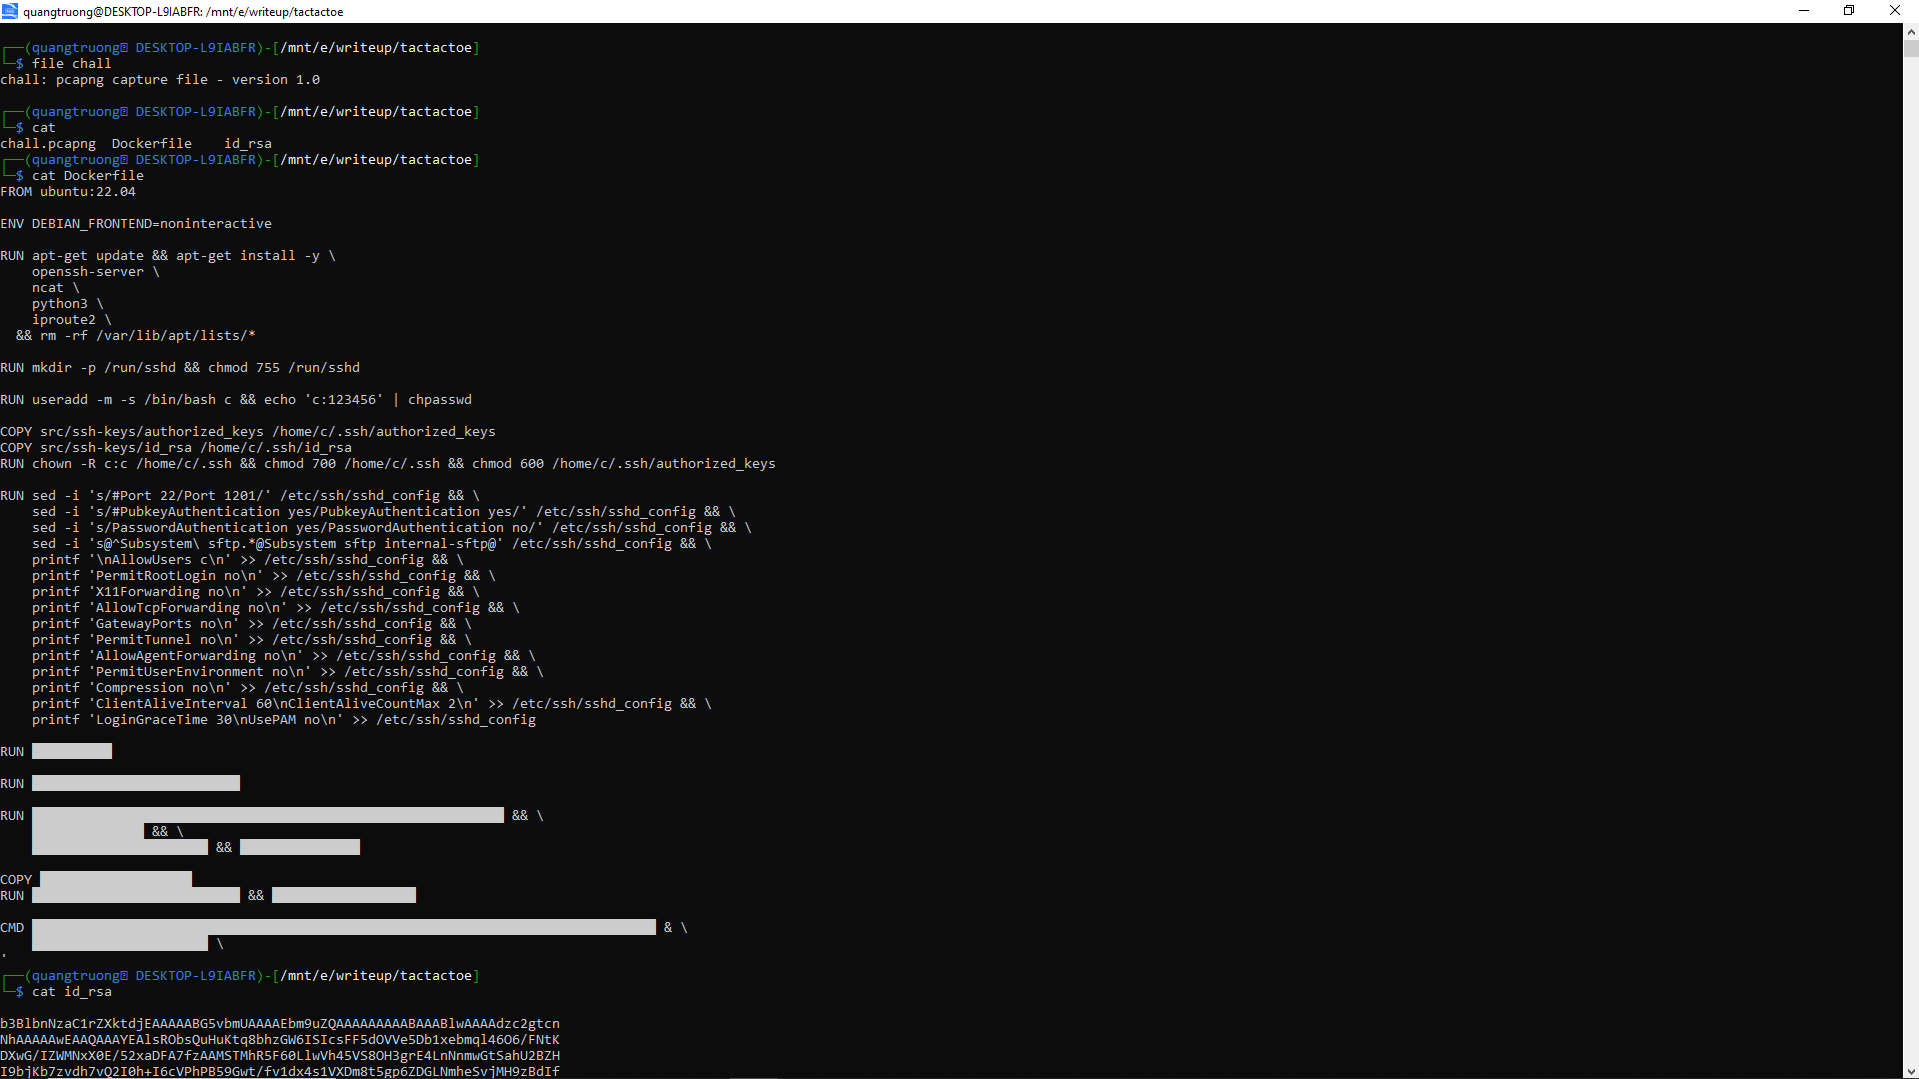 quangtruong@DESKTOP-L9IABFR: /mnt/e/writeup/tactactoe
┌──(quangtruong DESKTOP-L9IABFR)-[/mnt/e/writeup/tactactoe]
└─$ file chall
chall: pcapng capture file - version 1.0
┌──(quangtruong DESKTOP-L9IABFR)-[/mnt/e/writeup/tactactoe]
└─$ cat
chall.pcapng  Dockerfile    id_rsa
┌──(quangtruong DESKTOP-L9IABFR)-[/mnt/e/writeup/tactactoe]
└─$ cat Dockerfile
FROM ubuntu:22.04
ENV DEBIAN_FRONTEND=noninteractive
RUN apt-get update && apt-get install -y \
    openssh-server \
    ncat \
    python3 \
    iproute2 \
  && rm -rf /var/lib/apt/lists/*
RUN mkdir -p /run/sshd && chmod 755 /run/sshd
RUN useradd -m -s /bin/bash c && echo 'c:123456' | chpasswd
COPY src/ssh-keys/authorized_keys /home/c/.ssh/authorized_keys
COPY src/ssh-keys/id_rsa /home/c/.ssh/id_rsa
RUN chown -R c:c /home/c/.ssh && chmod 700 /home/c/.ssh && chmod 600 /home/c/.ssh/authorized_keys
RUN sed -i 's/#Port 22/Port 1201/' /etc/ssh/sshd_config && \
    sed -i 's/#PubkeyAuthentication yes/PubkeyAuthentication yes/' /etc/ssh/sshd_config && \
    sed -i 's/PasswordAuthentication yes/PasswordAuthentication no/' /etc/ssh/sshd_config && \
    sed -i 's@^Subsystem\ sftp.*@Subsystem sftp internal-sftp@' /etc/ssh/sshd_config && \
    printf '\nAllowUsers c\n' >> /etc/ssh/sshd_config && \
    printf 'PermitRootLogin no\n' >> /etc/ssh/sshd_config && \
    printf 'X11Forwarding no\n' >> /etc/ssh/sshd_config && \
    printf 'AllowTcpForwarding no\n' >> /etc/ssh/sshd_config && \
    printf 'GatewayPorts no\n' >> /etc/ssh/sshd_config && \
    printf 'PermitTunnel no\n' >> /etc/ssh/sshd_config && \
    printf 'AllowAgentForwarding no\n' >> /etc/ssh/sshd_config && \
    printf 'PermitUserEnvironment no\n' >> /etc/ssh/sshd_config && \
    printf 'Compression no\n' >> /etc/ssh/sshd_config && \
    printf 'ClientAliveInterval 60\nClientAliveCountMax 2\n' >> /etc/ssh/sshd_config && \
    printf 'LoginGraceTime 30\nUsePAM no\n' >> /etc/ssh/sshd_config
RUN
RUN
RUN && \
&& \
&&
COPY
RUN &&
CMD & \
\
'
┌──(quangtruong DESKTOP-L9IABFR)-[/mnt/e/writeup/tactactoe]
└─$ cat id_rsa
b3BlbnNzaC1rZXktdjEAAAAABG5vbmUAAAAEbm9uZQAAAAAAAAABAAABlwAAAAdzc2gtcn
NhAAAAAwEAAQAAAYEAlsRObsQuHuKtq8bhzGW6ISIcsFF5dOVVe5Db1xebmql46O6/FNtK
DXwG/IZWMNxX0E/52xaDFA7fzAAMSTMhR5F60LlwVh45VS8OH3grE4LnNnmwGtSahU2BZH
I9bjKb7zvdh7vQ2I0h+I6cVPhPB59Gwt/fv1dx4s1VXDm8t5gp6ZDGLNmheSvjMH9zBdIf